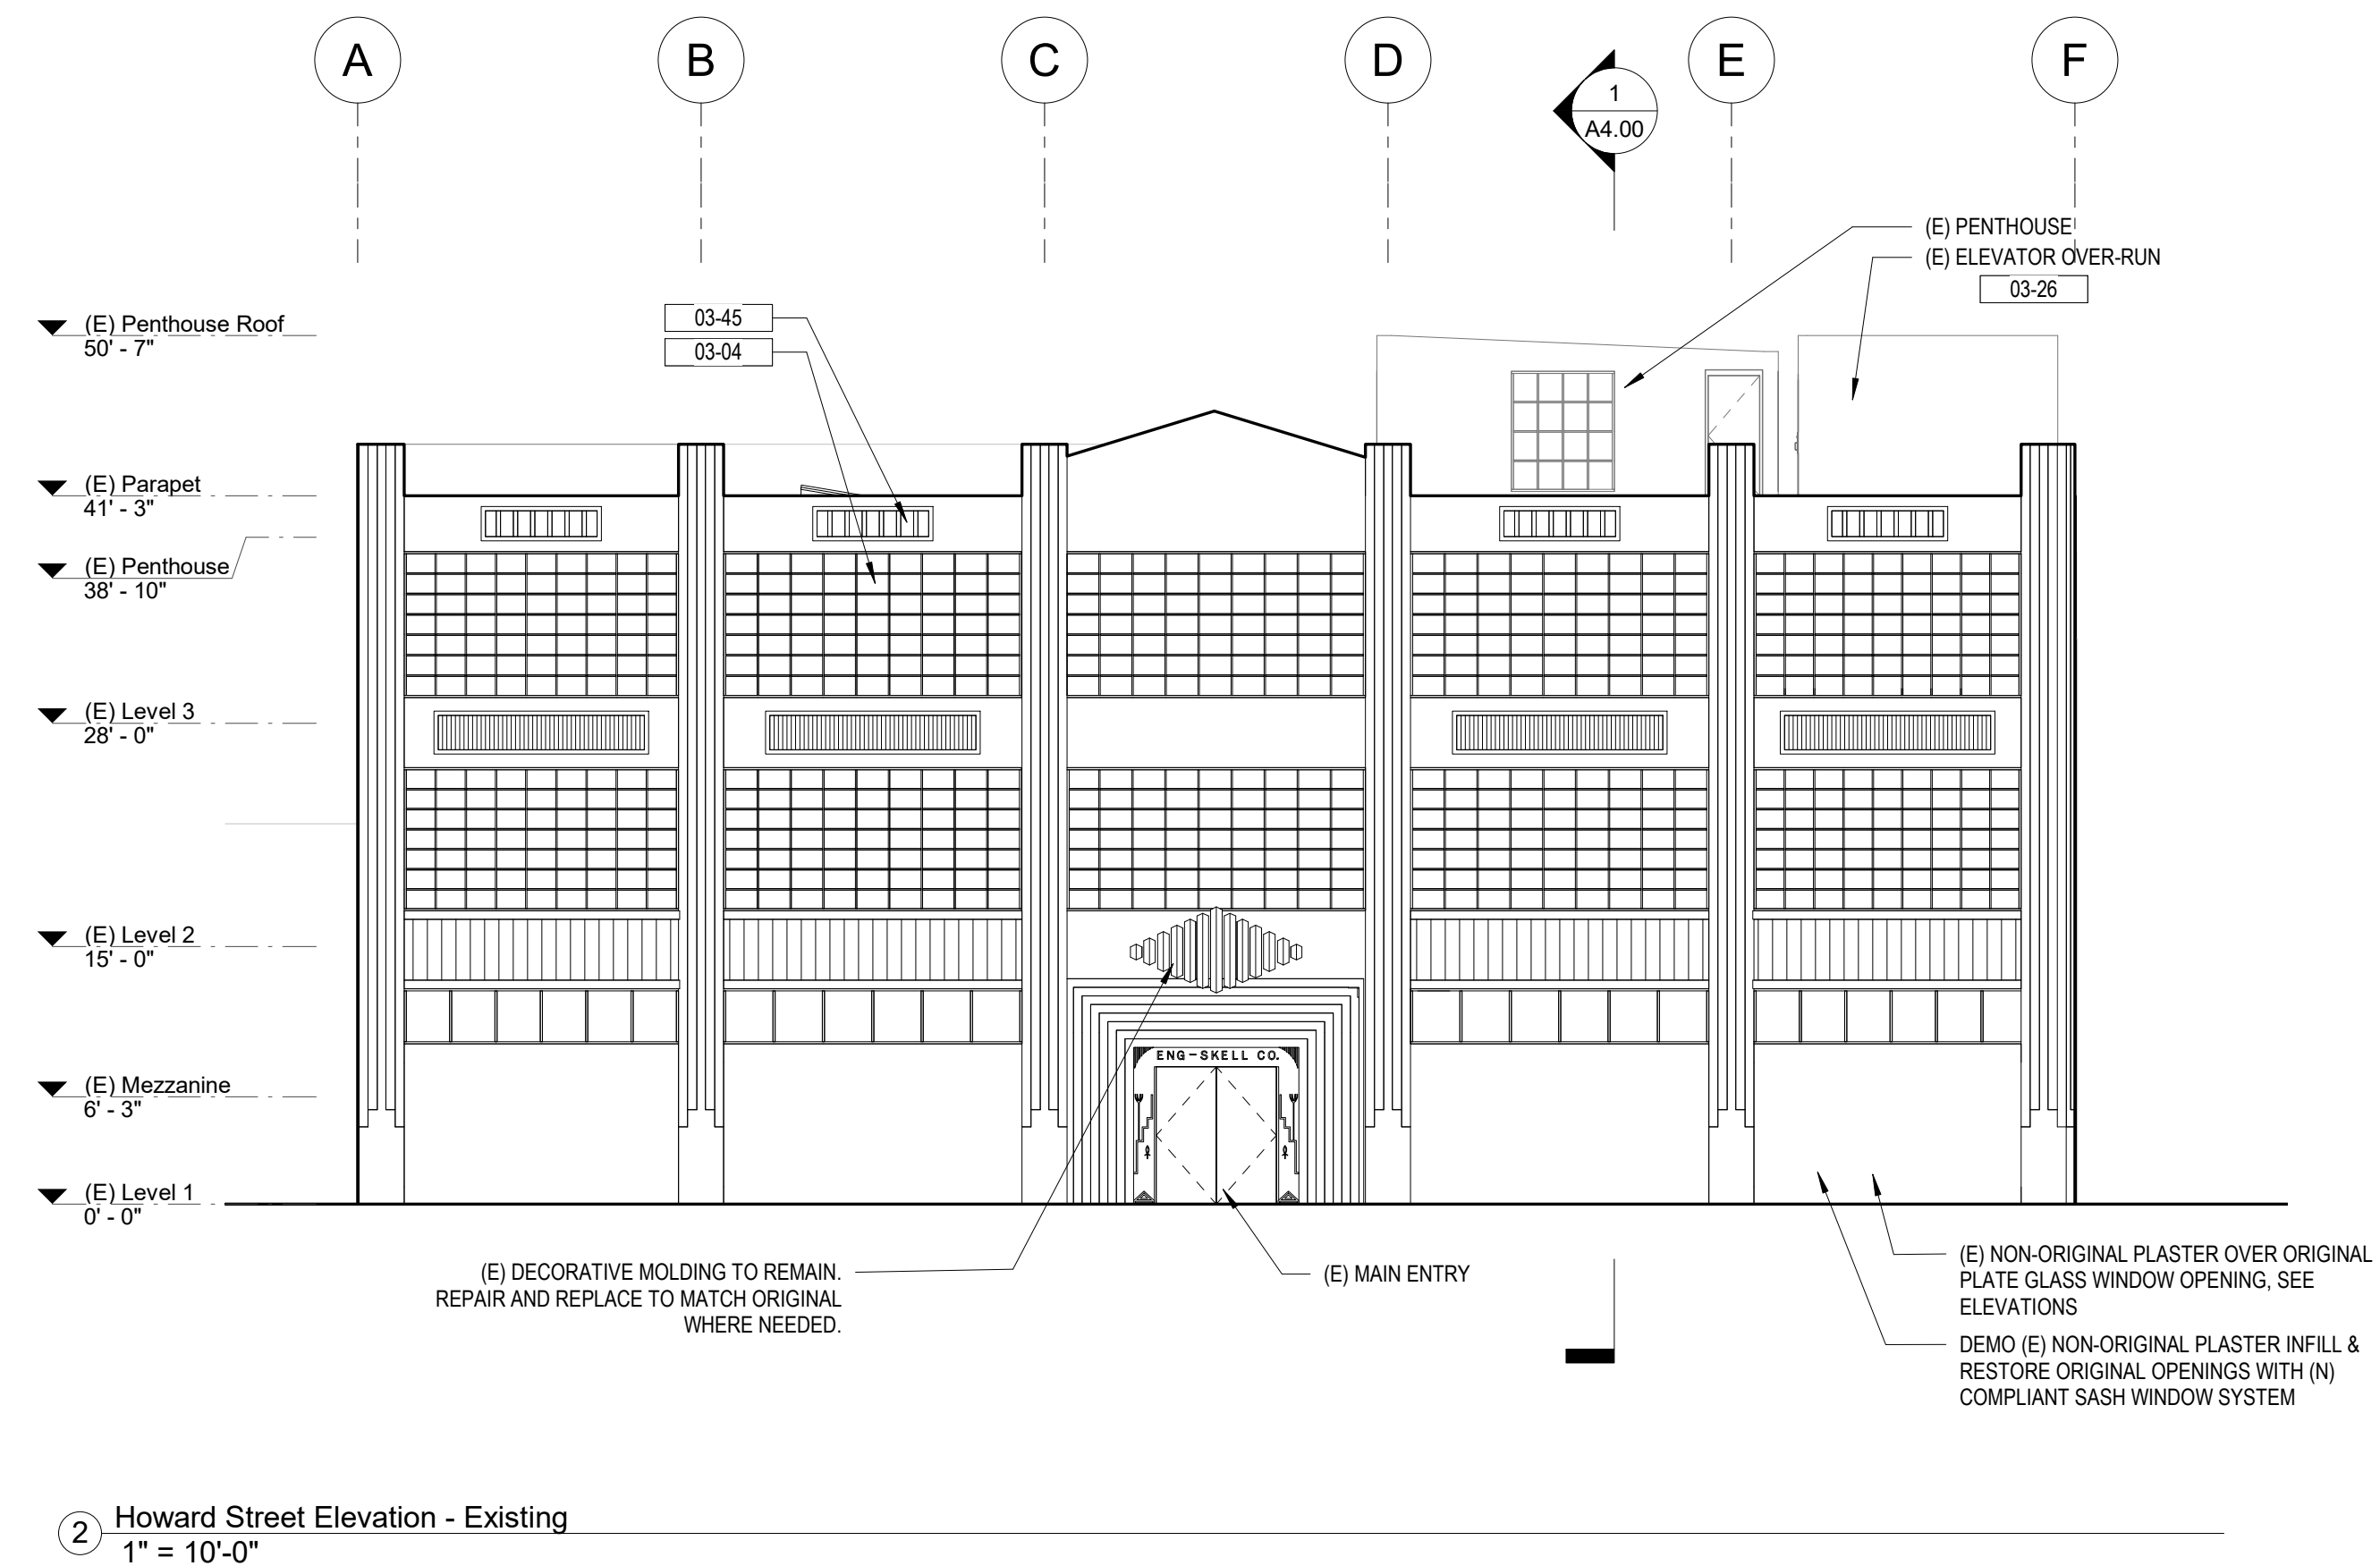 A
B
C
D
E
F
1
A4.00
(E) PENTHOUSE
(E) ELEVATOR OVER-RUN
03-26
03-45
03-04
(E) Penthouse Roof
50' - 7"
(E) Parapet
41' - 3"
(E) Penthouse
38' - 10"
(E) Level 3
28' - 0"
(E) Level 2
15' - 0"
(E) Mezzanine
6' - 3"
(E) Level 1
0' - 0"
ENG-SKELL CO.
(E) DECORATIVE MOLDING TO REMAIN.
REPAIR AND REPLACE TO MATCH ORIGINAL
WHERE NEEDED.
(E) MAIN ENTRY
(E) NON-ORIGINAL PLASTER OVER ORIGINAL
PLATE GLASS WINDOW OPENING, SEE
ELEVATIONS
DEMO (E) NON-ORIGINAL PLASTER INFILL &
RESTORE ORIGINAL OPENINGS WITH (N)
COMPLIANT SASH WINDOW SYSTEM
2
Howard Street Elevation - Existing
1" = 10'-0"